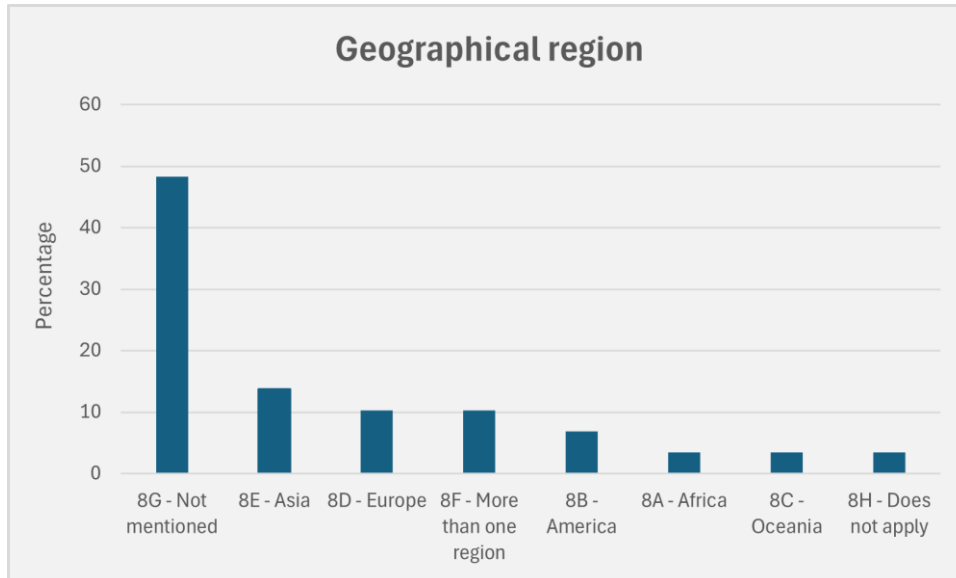 Geographical region
60
50
40
30
20
10
0
Percentage
8G - Not
mentioned
8E - Asia
8D - Europe
8F - More
than one
region
8B -
America
8A - Africa
8C -
Oceania
8H - Does
not apply